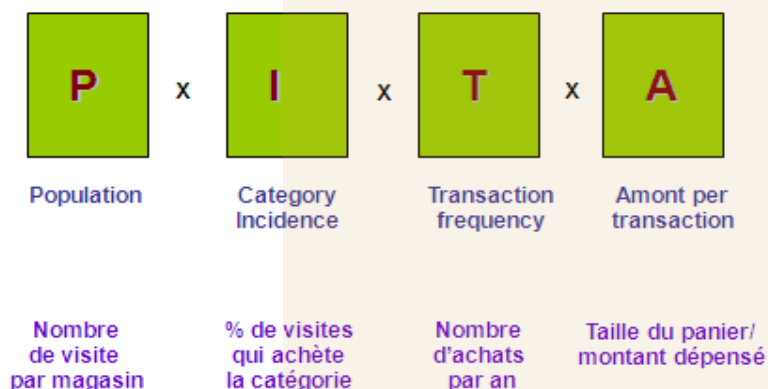 P x I x T x A
Population
Category
Incidence
Transaction
frequency
Amont per
transaction
Nombre
de visite
par magasin
% de visites
qui achète
la catégorie
Nombre
d'achats
par an
Taille du panier/
montant dépensé